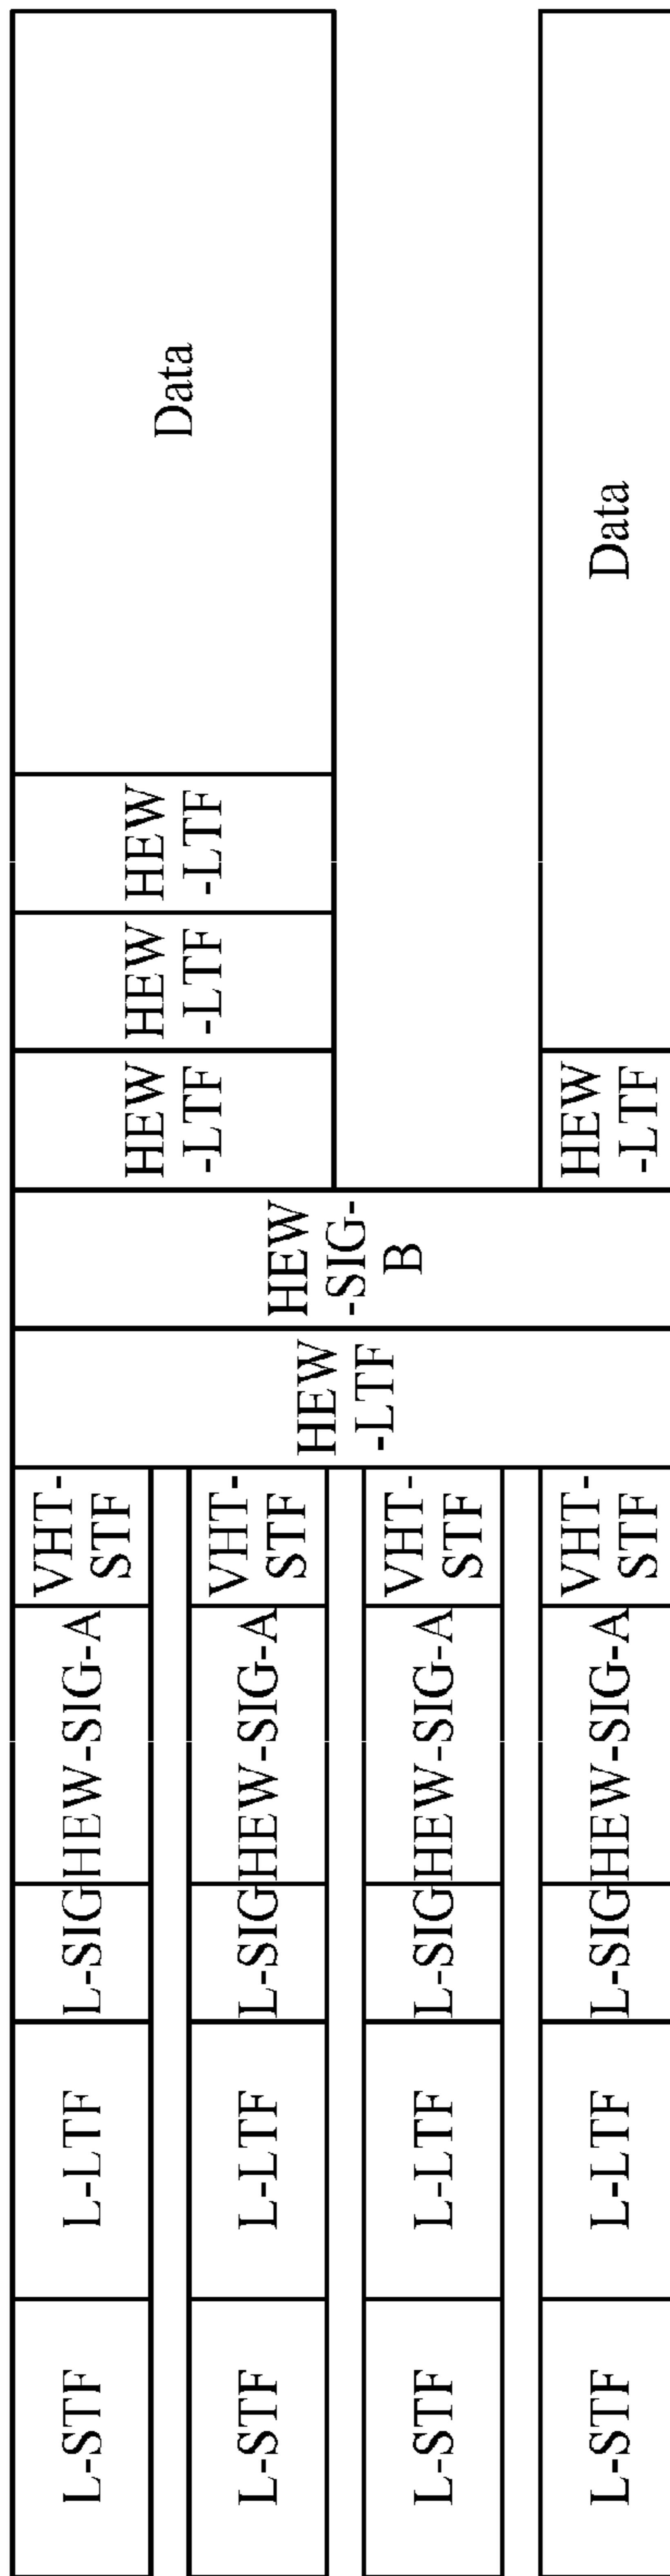 L-STF
L-LTF
L-SIG
HEW-SIG-A
VHT-
STF
L-STF
L-LTF
L-SIG
HEW-SIG-A
VHT-
STF
L-STF
L-LTF
L-SIG
HEW-SIG-A
VHT-
STF
L-STF
L-LTF
L-SIG
HEW-SIG-A
VHT-
STF
HEW
-LTF
HEW
-SIG-
B
HEW
-LTF
HEW
-LTF
HEW
-LTF
Data
HEW
-LTF
Data